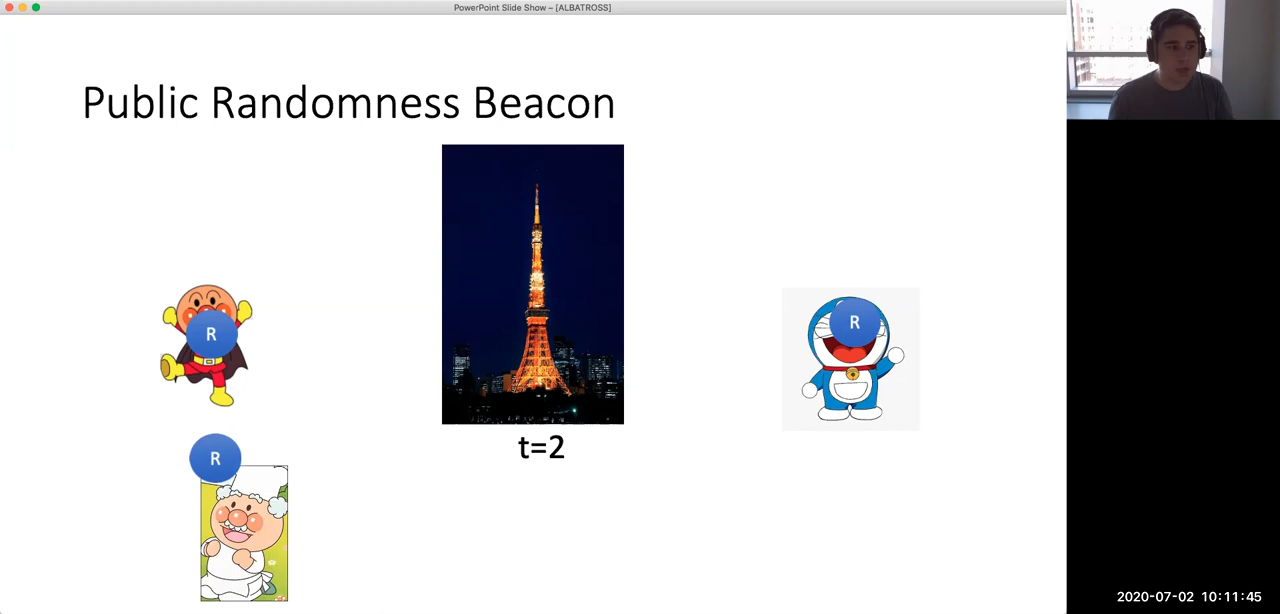 PowerPoint Slide Show – [ALBATROSS]
Public Randomness Beacon
R
R
t=2
R
2020-07-02 10:11:45